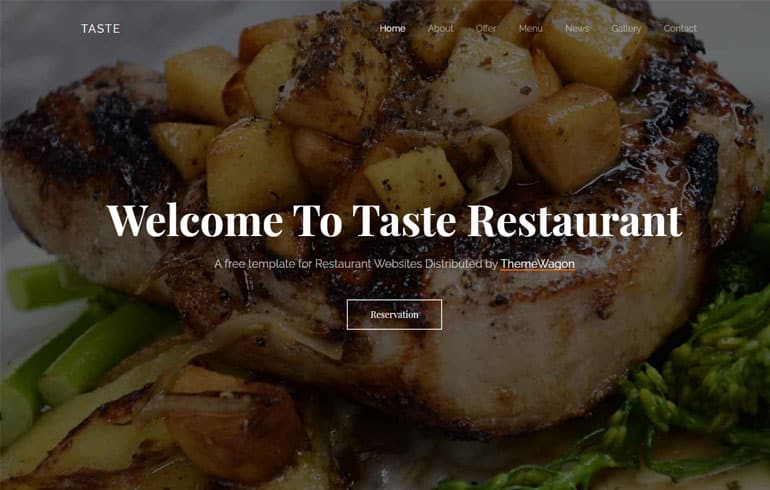 TASTE
Home About Offer Menu News Gallery Contact
Welcome To Taste Restaurant
A free template for Restaurant Websites Distributed by ThemeWagon
Reservation